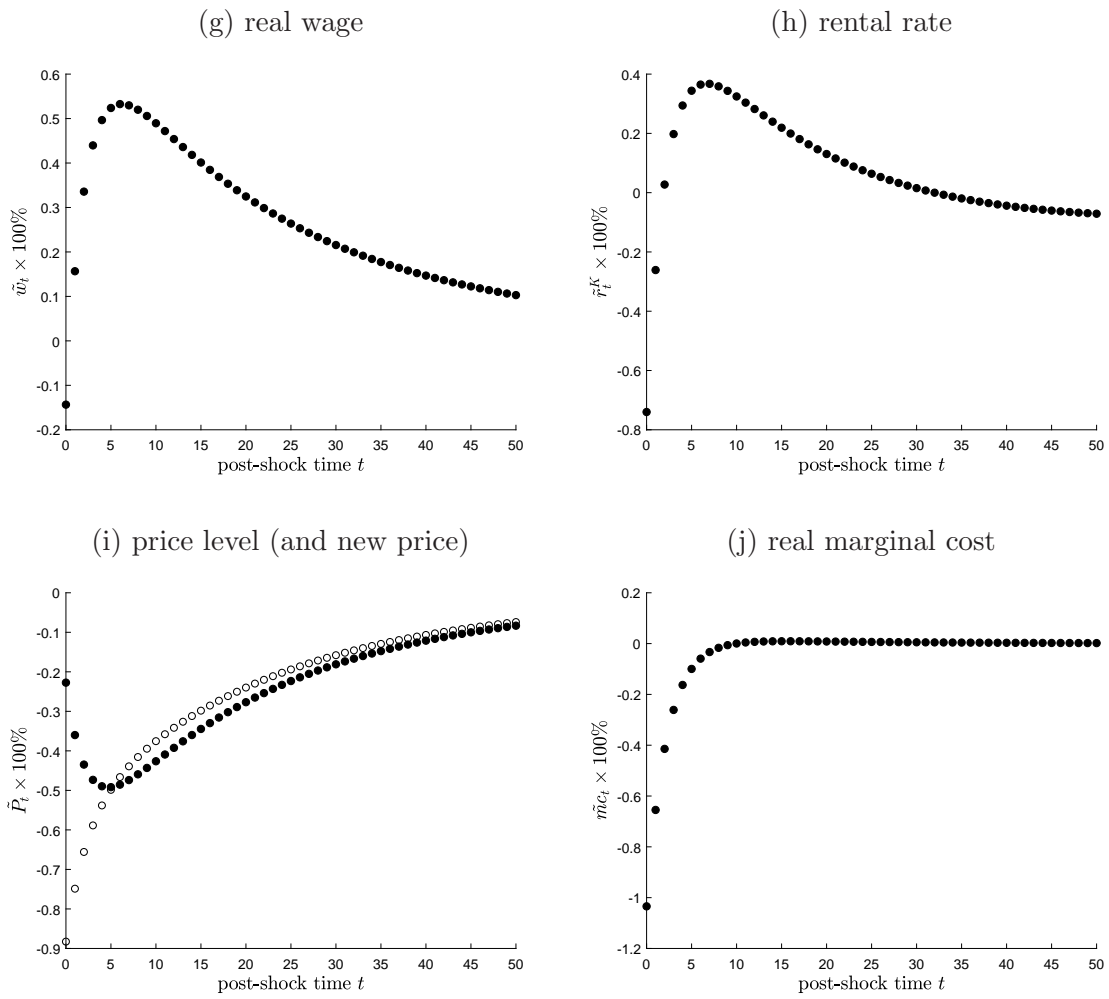 (g) real wage
(h) rental rate
0.6
0.5
0.4
0.3
0.2
0.1
0
-0.1
-0.2
w̃_t × 100%
0 5 10 15 20 25 30 35 40 45 50
post-shock time t
0.4
0.2
0
-0.2
-0.4
-0.6
-0.8
r̃_t^K × 100%
0 5 10 15 20 25 30 35 40 45 50
post-shock time t
(i) price level (and new price)
(j) real marginal cost
0
-0.1
-0.2
-0.3
-0.4
-0.5
-0.6
-0.7
-0.8
-0.9
P̃_t × 100%
0 5 10 15 20 25 30 35 40 45 50
post-shock time t
0.2
0
-0.2
-0.4
-0.6
-0.8
-1
-1.2
m̃c_t × 100%
0 5 10 15 20 25 30 35 40 45 50
post-shock time t